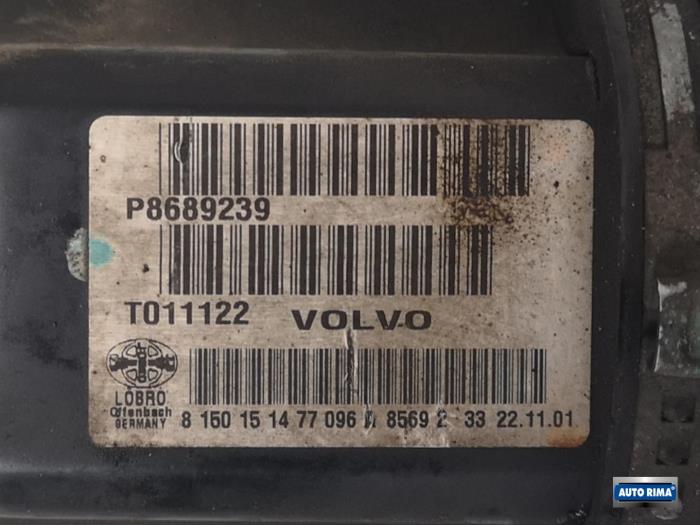 P8689239
T011122 VOLVO
LÖBRO
Offenbach
GERMANY
8 150 15 14 77 096 A 8569 2 33 22.11.01
AUTO RIMA